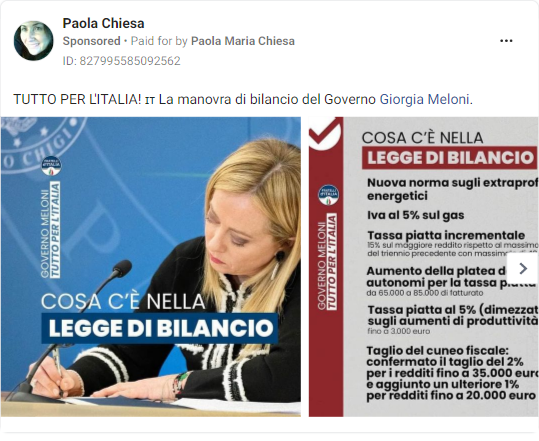 Paola Chiesa
Sponsored • Paid for by Paola Maria Chiesa
ID: 827995585092562
TUTTO PER L'ITALIA! IT La manovra di bilancio del Governo Giorgia Meloni.
CHIGI
FRATELLI D'ITALIA
GOVERNO MELONI
TUTTO PER L'ITALIA
COSA C'È NELLA
LEGGE DI BILANCIO
COSA C'È NELLA
LEGGE DI BILANCIO
FRATELLI D'ITALIA
GOVERNO MELONI
TUTTO PER L'ITALIA
Nuova norma sugli extraprof
energetici
Iva al 5% sul gas
Tassa piatta incrementale
15% sul maggiore reddito rispetto al massimo
del triennio precedente con massimale di
Aumento della platea d
autonomi per la tassa piatta
da 65.000 a 85.000 di fatturato
Tassa piatta al 5% (dimezzat
sugli aumenti di produttività
fino a 3.000 euro
Taglio del cuneo fiscale:
confermato il taglio del 2%
per i redditi fino a 35.000 euro
e aggiunto un ulteriore 1%
per redditi fino a 20.000 euro